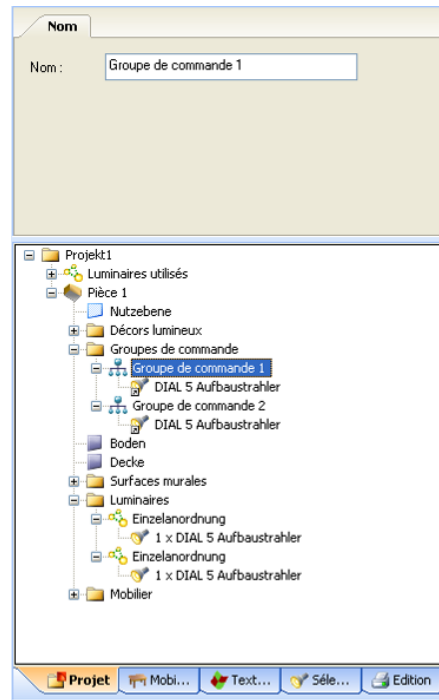 Nom
Nom :
Groupe de commande 1
Projekt1
Luminaires utilisés
Pièce 1
Nutzebene
Décors lumineux
Groupes de commande
Groupe de commande 1
DIAL 5 Aufbaustrahler
Groupe de commande 2
DIAL 5 Aufbaustrahler
Boden
Decke
Surfaces murales
Luminaires
Einzelanordnung
1 x DIAL 5 Aufbaustrahler
Einzelanordnung
1 x DIAL 5 Aufbaustrahler
Mobilier
Projet Mobi... Text... Séle... Edition